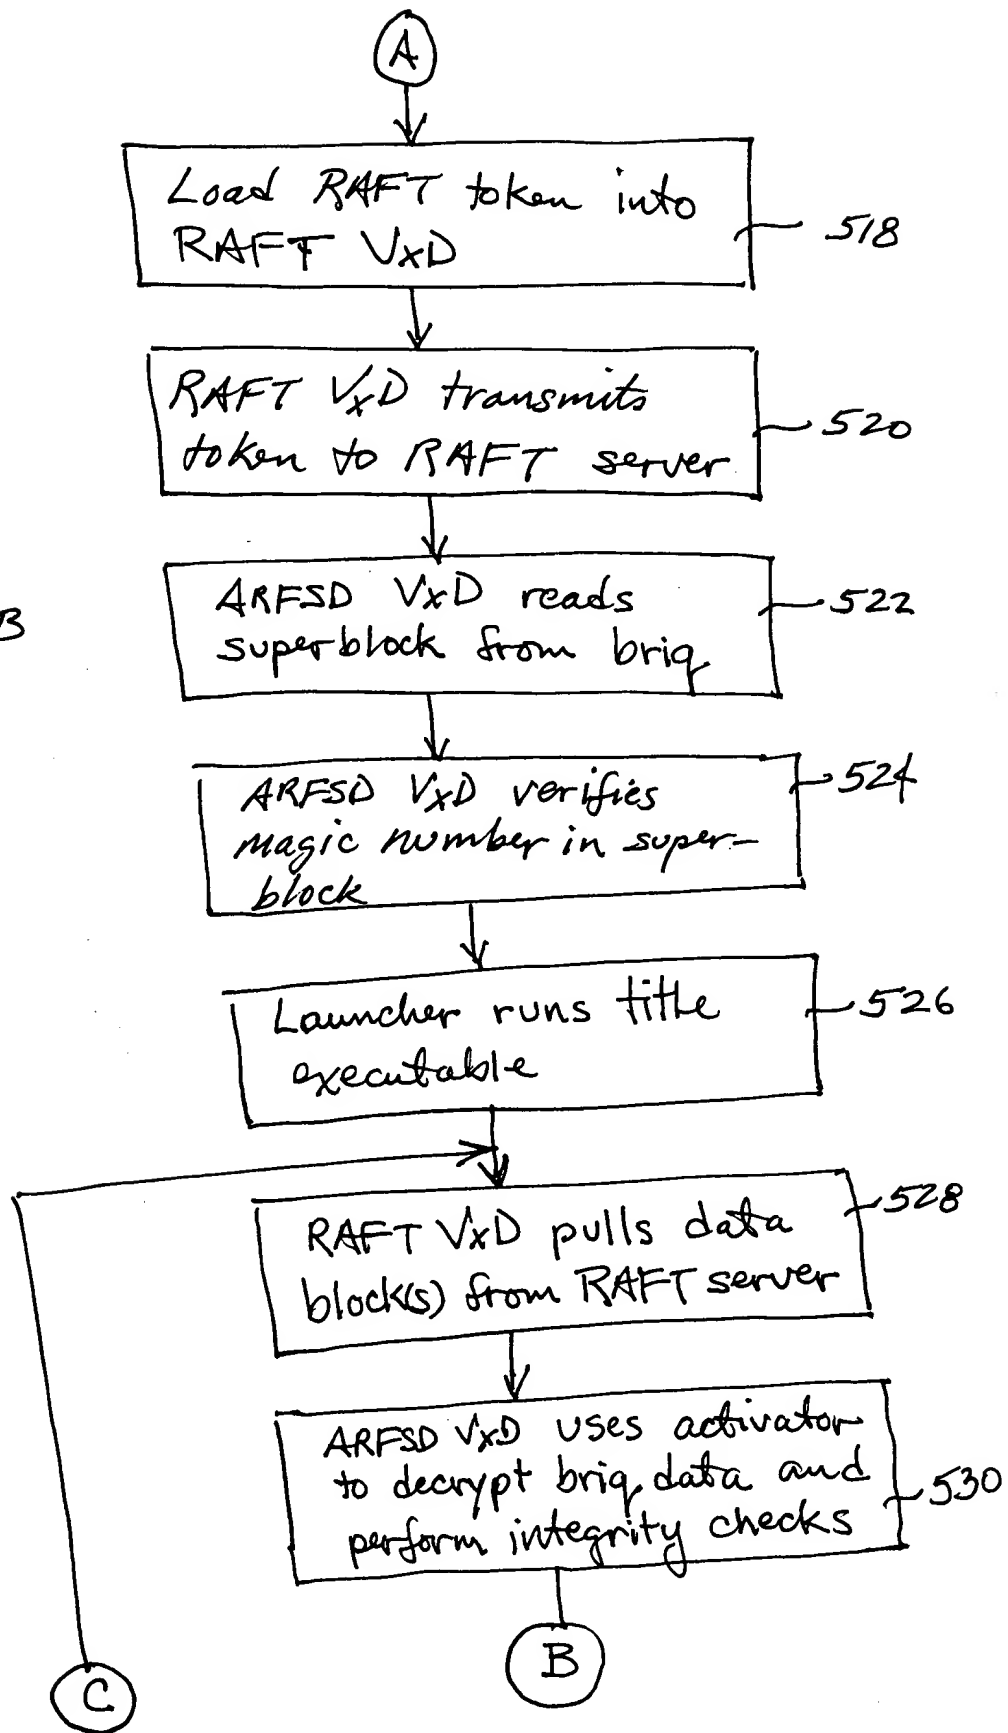 A
Load RAFT token into
RAFT VxD
518
RAFT VxD transmits
token to RAFT server
520
ARFSD VxD reads
superblock from briq
522
B
ARFSD VxD verifies
magic number in super-
block
524
Launcher runs title
executable
526
RAFT VxD pulls data
block(s) from RAFT server
528
ARFSD VxD uses activator
to decrypt briq data and
perform integrity checks
530
B
C